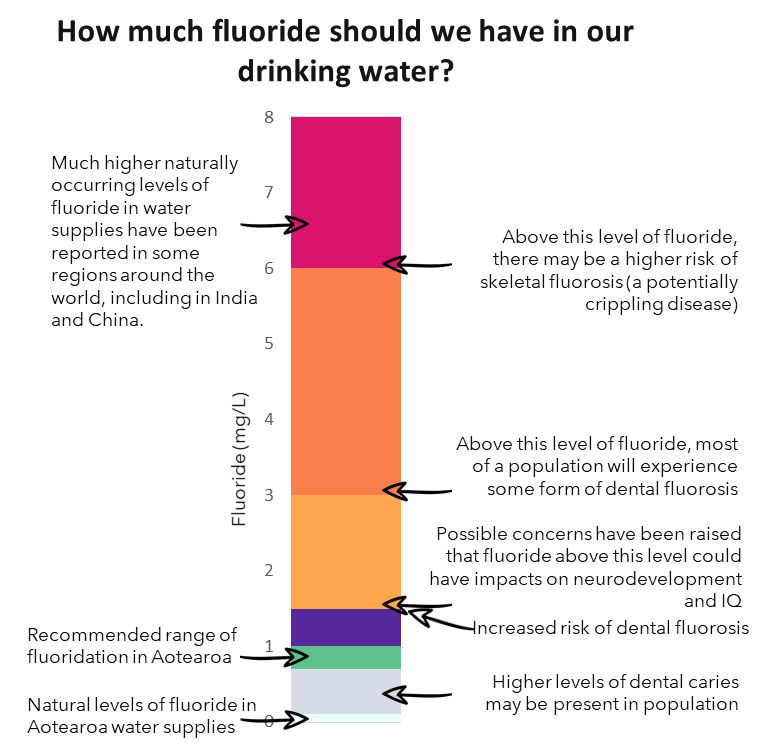 How much fluoride should we have in our
drinking water?
8
7
6
5
4
3
2
1
0
Fluoride (mg/L)
Much higher naturally
occurring levels of
fluoride in water
supplies have been
reported in some
regions around the
world, including in India
and China.
Above this level of fluoride,
there may be a higher risk of
skeletal fluorosis (a potentially
crippling disease)
Above this level of fluoride, most
of a population will experience
some form of dental fluorosis
Possible concerns have been raised
that fluoride above this level could
have impacts on neurodevelopment
and IQ
Increased risk of dental fluorosis
Recommended range of
fluoridation in Aotearoa
Higher levels of dental caries
may be present in population
Natural levels of fluoride in
Aotearoa water supplies